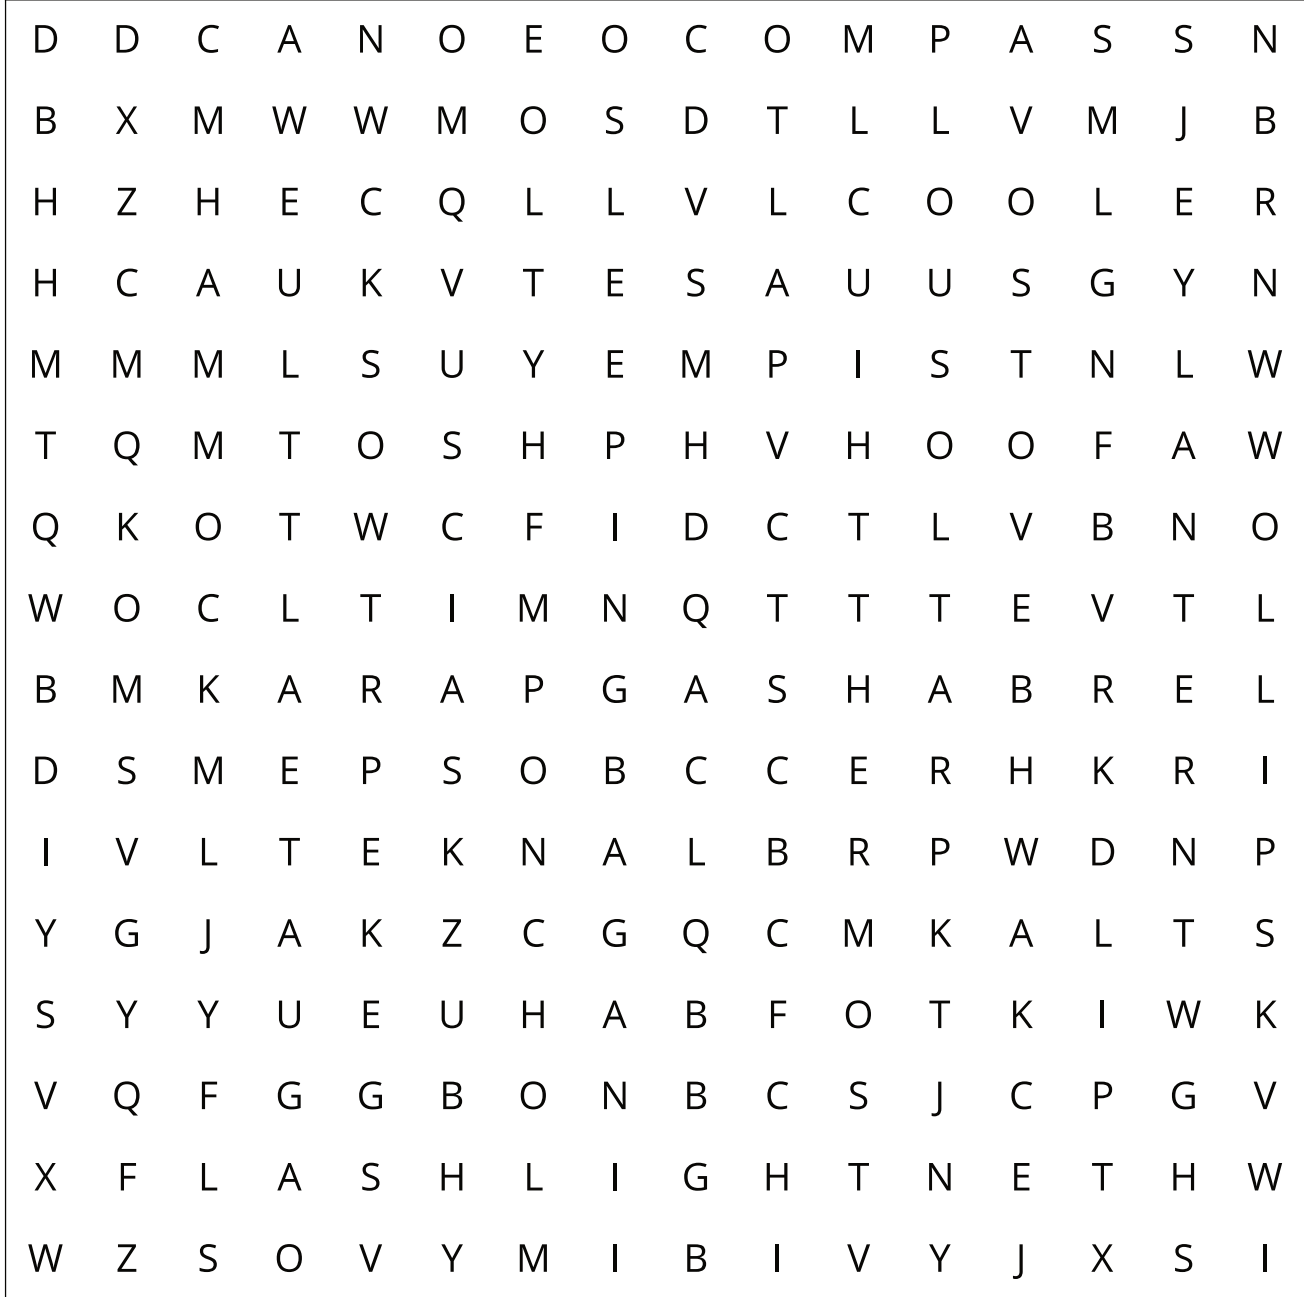 D D C A N O E O C O M P A S S N
B X M W W M O S D T L L V M J B
H Z H E C Q L L V L C O O L E R
H C A U K V T E S A U U S G Y N
M M M L S U Y E M P I S T N L W
T Q M T O S H P H V H O O F A W
Q K O T W C F I D C T L V B N O
W O C L T I M N Q T T T E V T L
B M K A R A P G A S H A B R E L
D S M E P S O B C C E R H K R I
I V L T E K N A L B R P W D N P
Y G J A K Z C G Q C M K A L T S
S Y Y U E U H A B F O T K I W K
V Q F G G B O N B C S J C P G V
X F L A S H L I G H T N E T H W
W Z S O V Y M I B I V Y J X S I